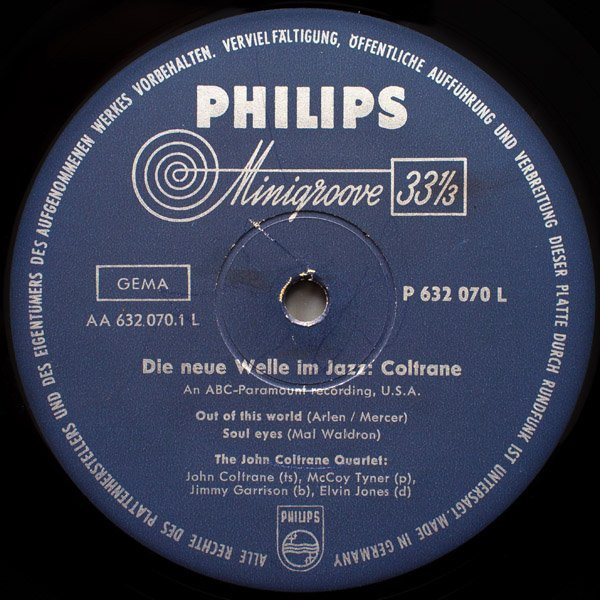 ALLE RECHTE DES PLATTENHERSTELLERS UND DES EIGENTÜMERS DES AUFGENOMMENEN WERKES VORBEHALTEN. VERVIELFÄLTIGUNG, ÖFFENTLICHE AUFFÜHRUNG UND VERBREITUNG DIESER PLATTE DURCH RUNDFUNK IST UNTERSAGT. MADE IN GERMANY
PHILIPS
Minigroove 33⅓
GEMA
P 632 070 L
AA 632.070.1 L
Die neue Welle im Jazz: Coltrane
An ABC-Paramount recording, U.S.A.
Out of this world (Arlen / Mercer)
Soul eyes (Mal Waldron)
The John Coltrane Quartet:
John Coltrane (ts), McCoy Tyner (p),
Jimmy Garrison (b), Elvin Jones (d)
PHILIPS